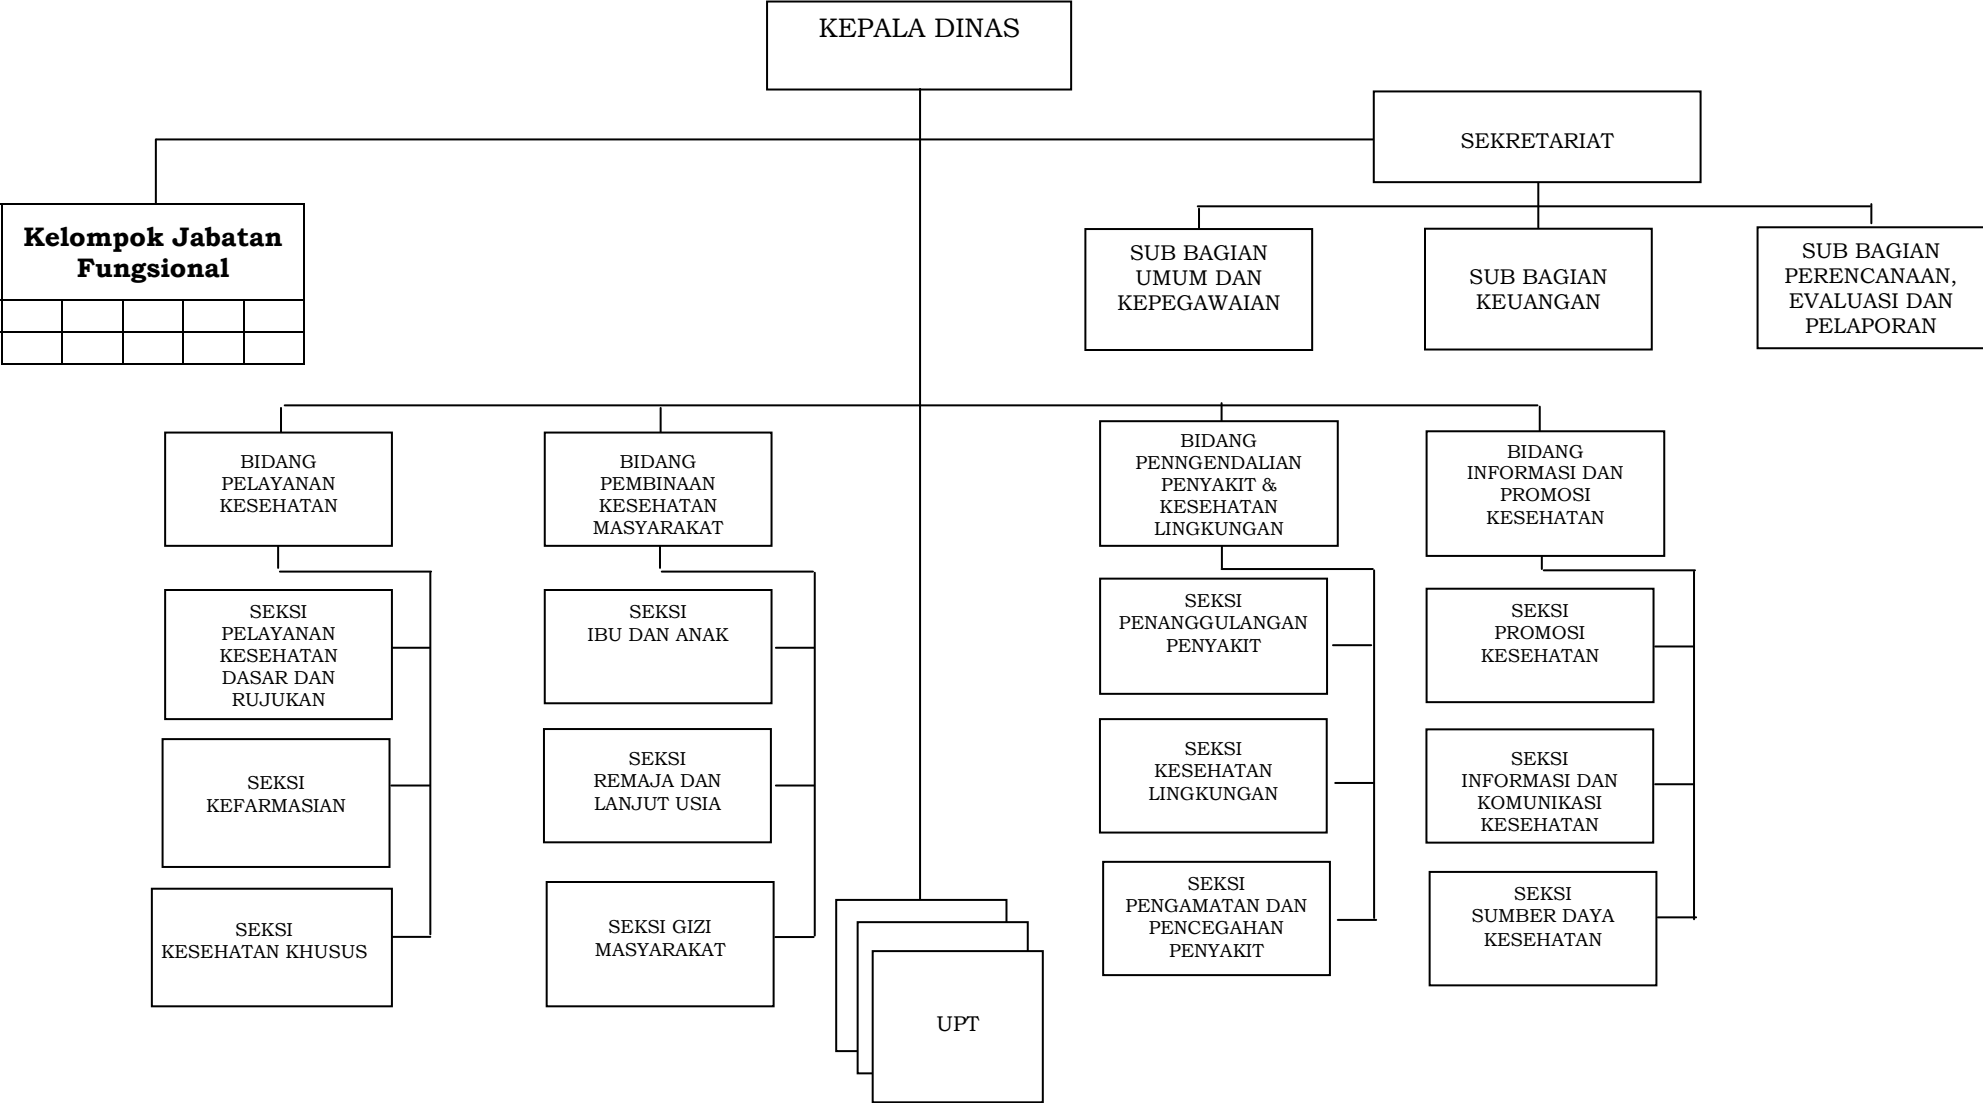 KEPALA DINAS
SEKRETARIAT
Kelompok Jabatan
Fungsional
SUB BAGIAN
UMUM DAN
KEPEGAWAIAN
SUB BAGIAN
KEUANGAN
SUB BAGIAN
PERENCANAAN,
EVALUASI DAN
PELAPORAN
BIDANG
PELAYANAN
KESEHATAN
BIDANG
PEMBINAAN
KESEHATAN
MASYARAKAT
BIDANG
PENNGENDALIAN
PENYAKIT &
KESEHATAN
LINGKUNGAN
BIDANG
INFORMASI DAN
PROMOSI
KESEHATAN
SEKSI
PELAYANAN
KESEHATAN
DASAR DAN
RUJUKAN
SEKSI
IBU DAN ANAK
SEKSI
PENANGGULANGAN
PENYAKIT
SEKSI
PROMOSI
KESEHATAN
SEKSI
KEFARMASIAN
SEKSI
REMAJA DAN
LANJUT USIA
SEKSI
KESEHATAN
LINGKUNGAN
SEKSI
INFORMASI DAN
KOMUNIKASI
KESEHATAN
SEKSI
KESEHATAN KHUSUS
SEKSI GIZI
MASYARAKAT
SEKSI
PENGAMATAN DAN
PENCEGAHAN
PENYAKIT
SEKSI
SUMBER DAYA
KESEHATAN
UPT